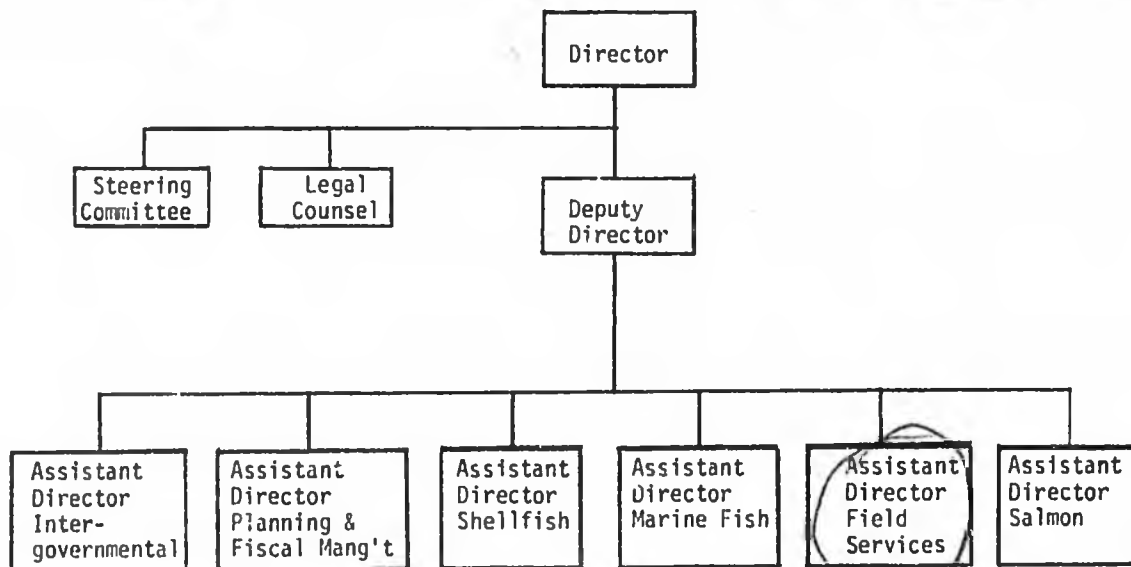 Director
Steering
Committee
Legal
Counsel
Deputy
Director
Assistant
Director
Inter-
governmental
Assistant
Director
Planning &
Fiscal Mang't
Assistant
Director
Shellfish
Assistant
Director
Marine Fish
Assistant
Director
Field
Services
Assistant
Director
Salmon